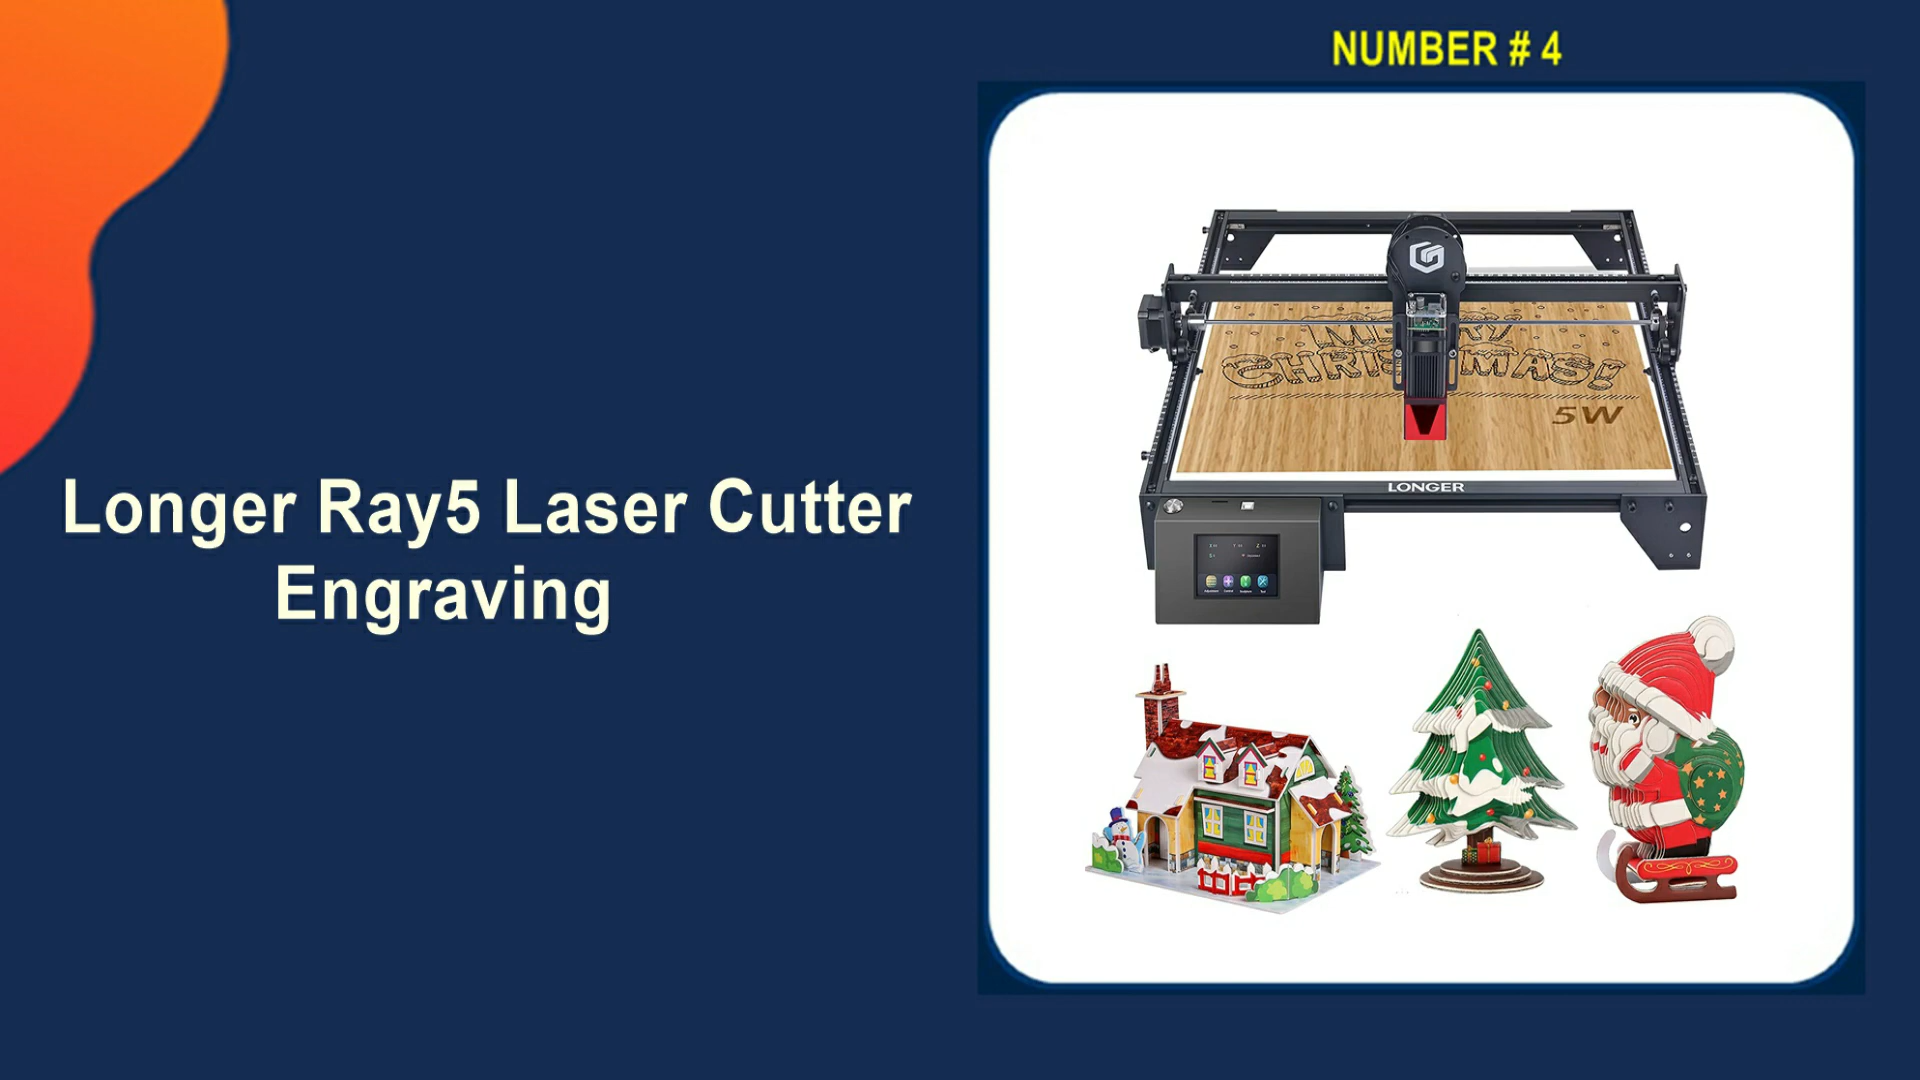 NUMBER # 4
Longer Ray5 Laser Cutter
Engraving
MERRY
CHRISTMAS!
5W
LONGER